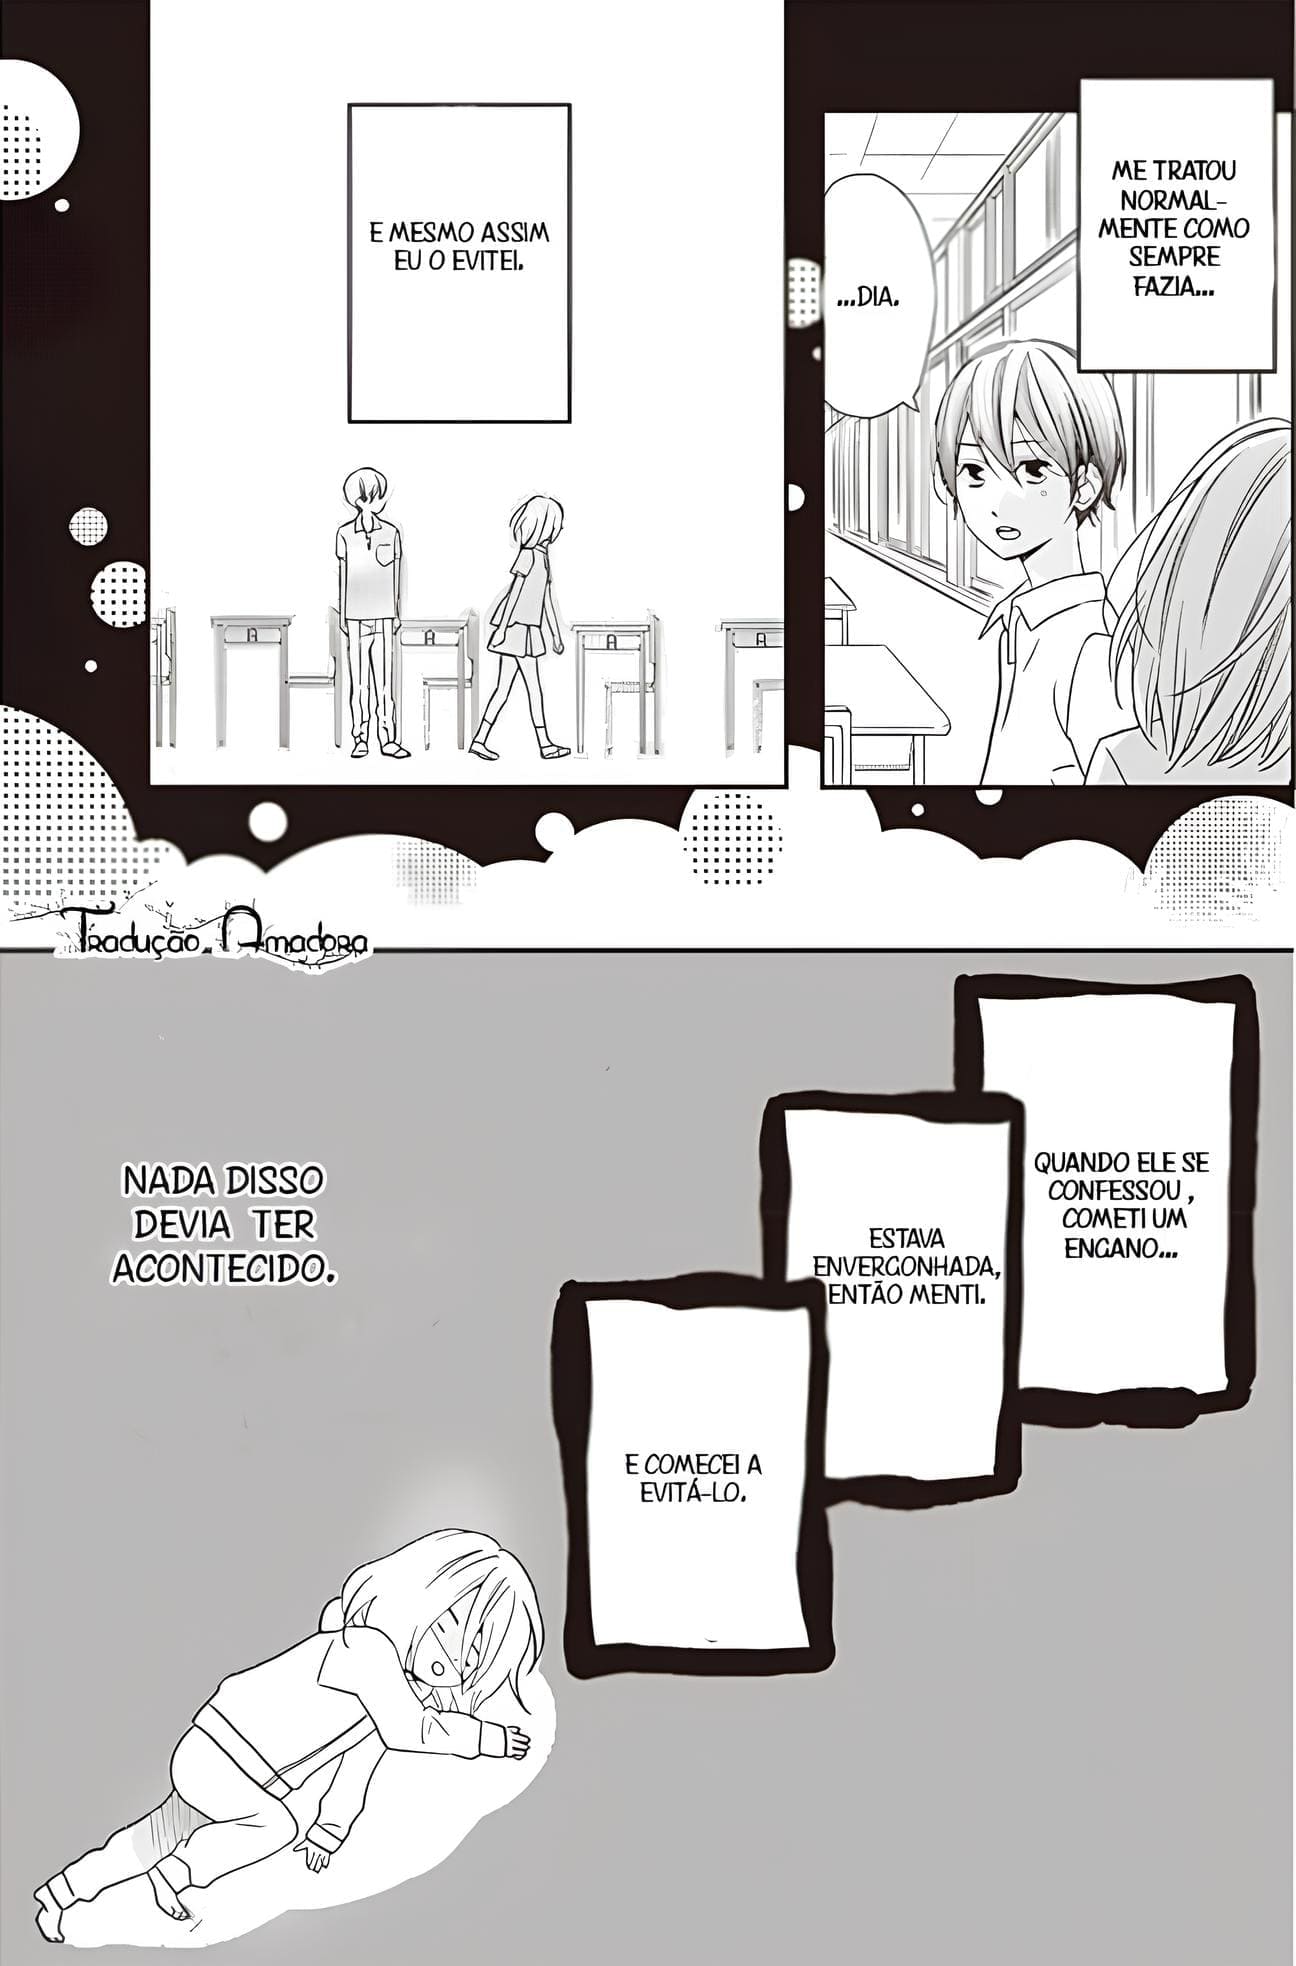 ME TRATOU
NORMAL-
MENTE COMO
SEMPRE
FAZIA...
...DIA.
E MESMO ASSIM
EU O EVITEI.
Tradução Amadora
QUANDO ELE SE
CONFESSOU ,
COMETI UM
ENGANO...
ESTAVA
ENVERGONHADA,
ENTÃO MENTI.
E COMECEI A
EVITÁ-LO.
NADA DISSO
DEVIA TER
ACONTECIDO.